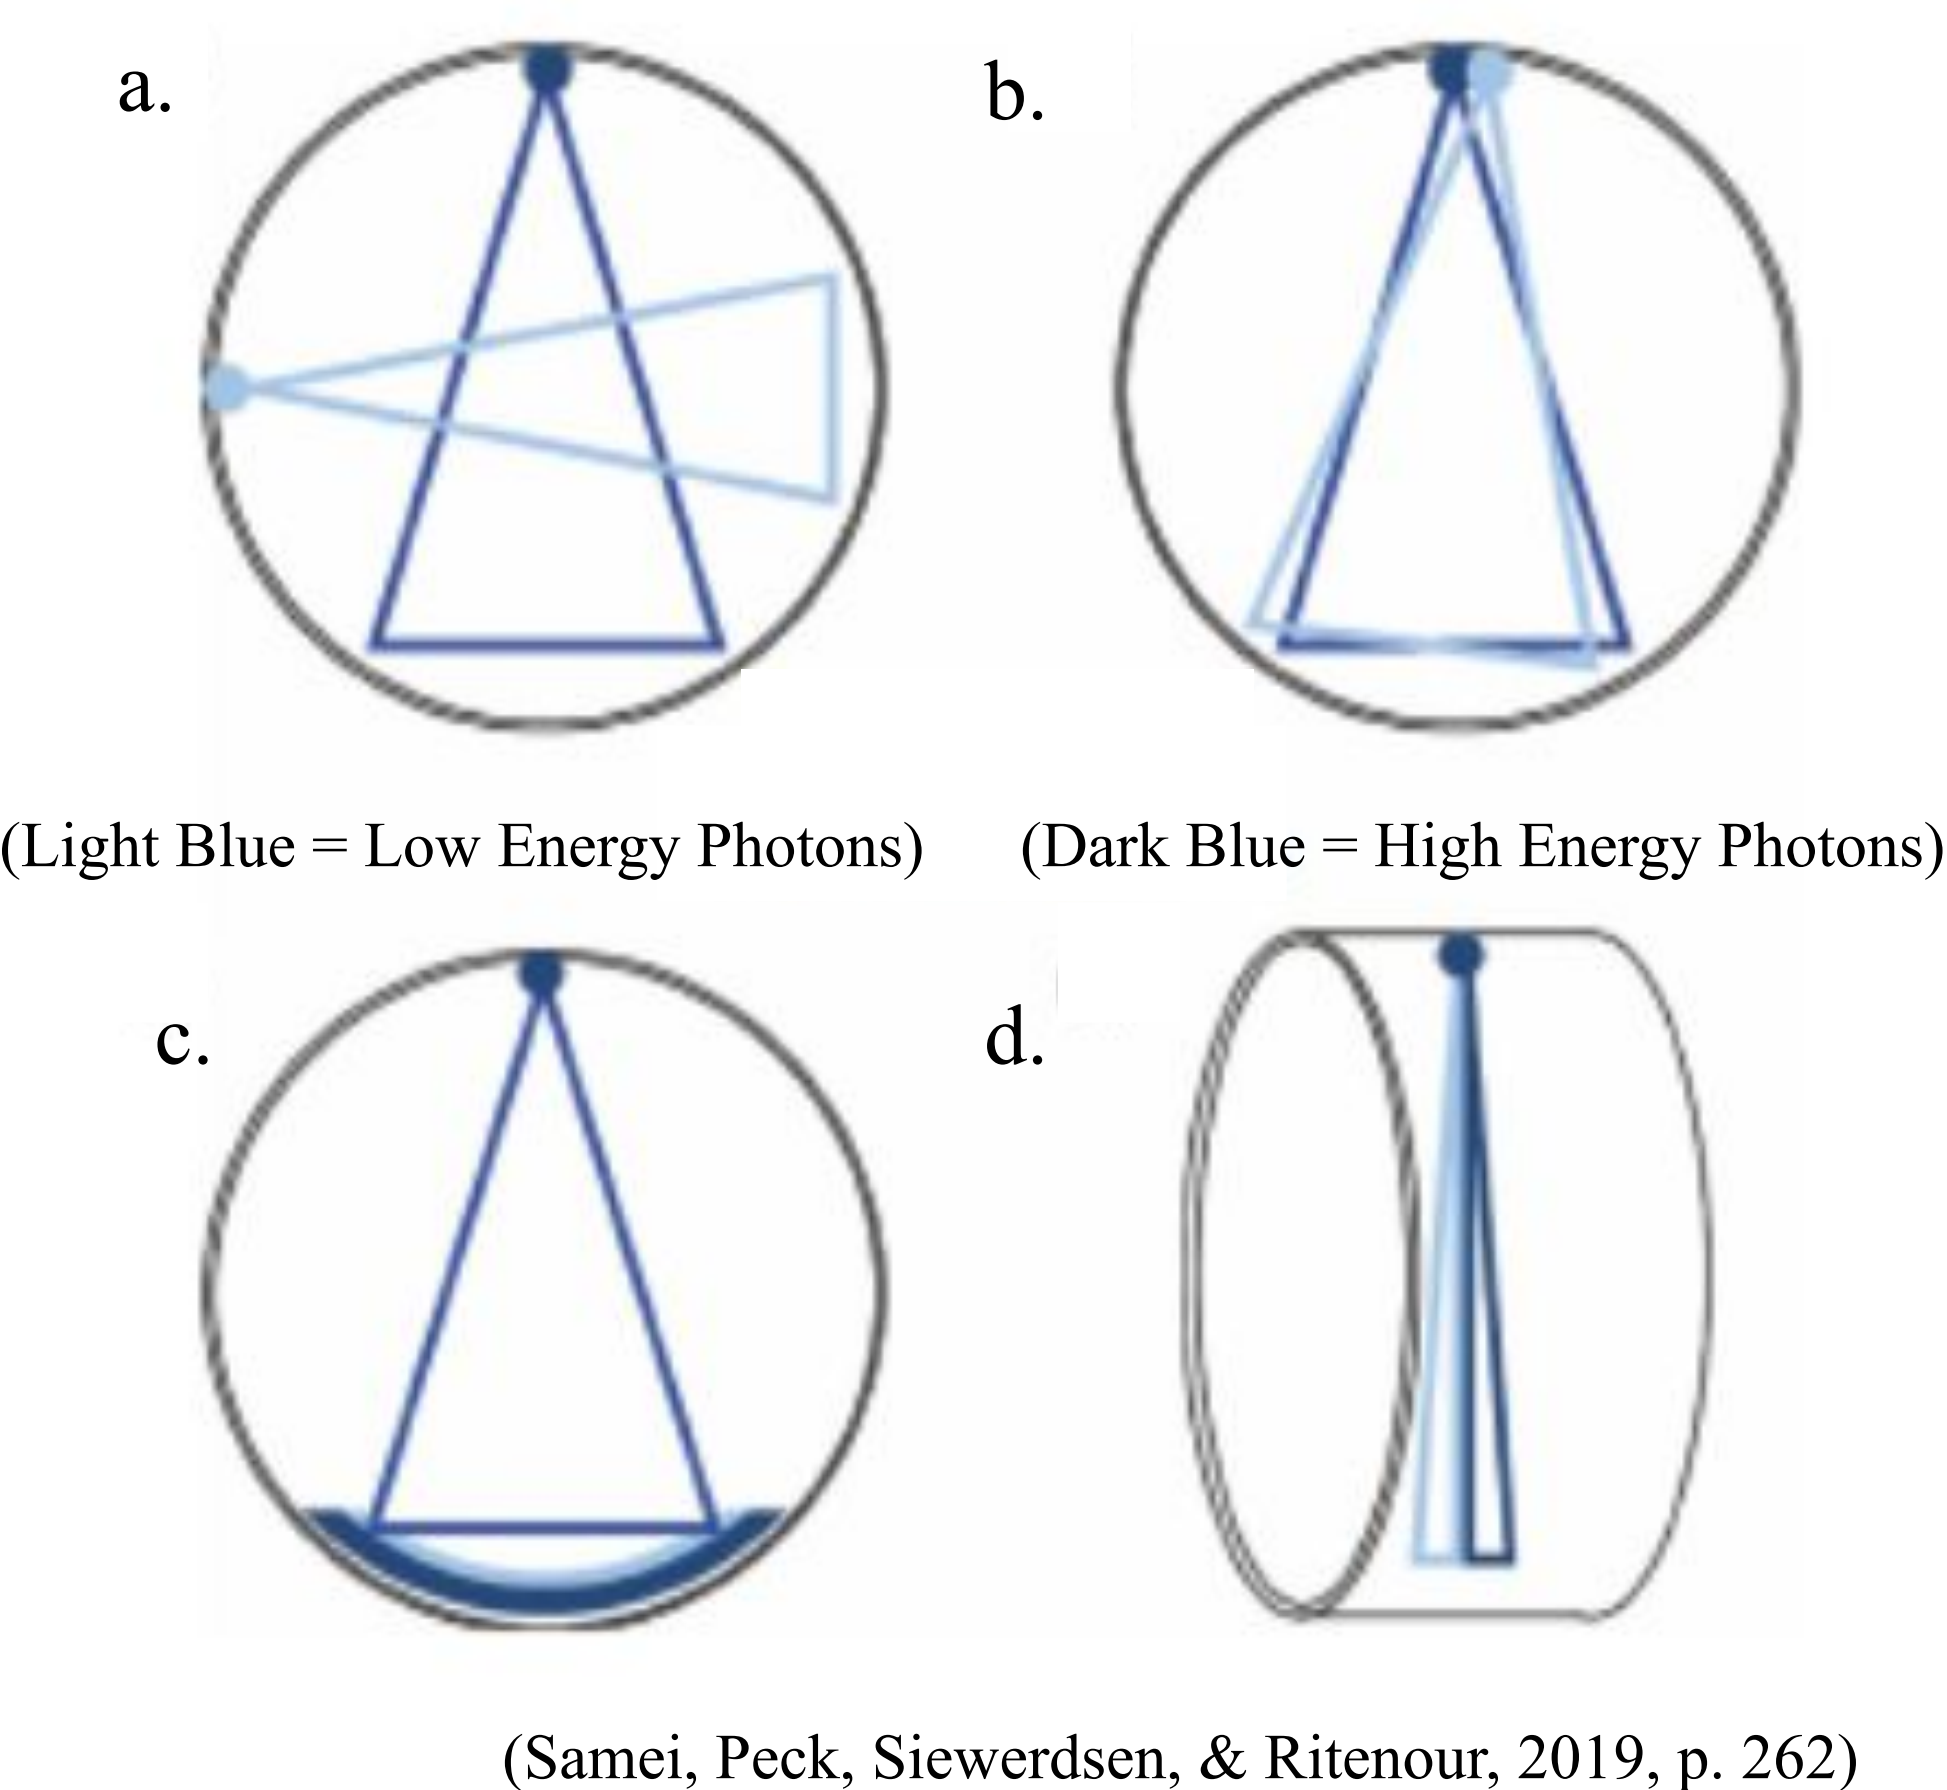 a.
b.
(Light Blue = Low Energy Photons)
(Dark Blue = High Energy Photons)
c.
d.
(Samei, Peck, Siewerdsen, & Ritenour, 2019, p. 262)